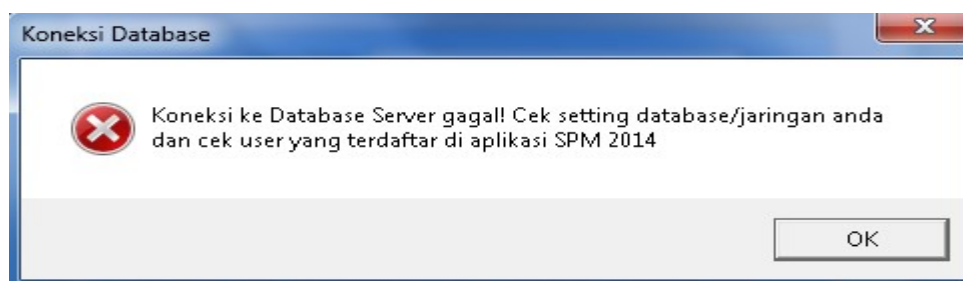 Koneksi Database
Koneksi ke Database Server gagal! Cek setting database/jaringan anda
dan cek user yang terdaftar di aplikasi SPM 2014
OK